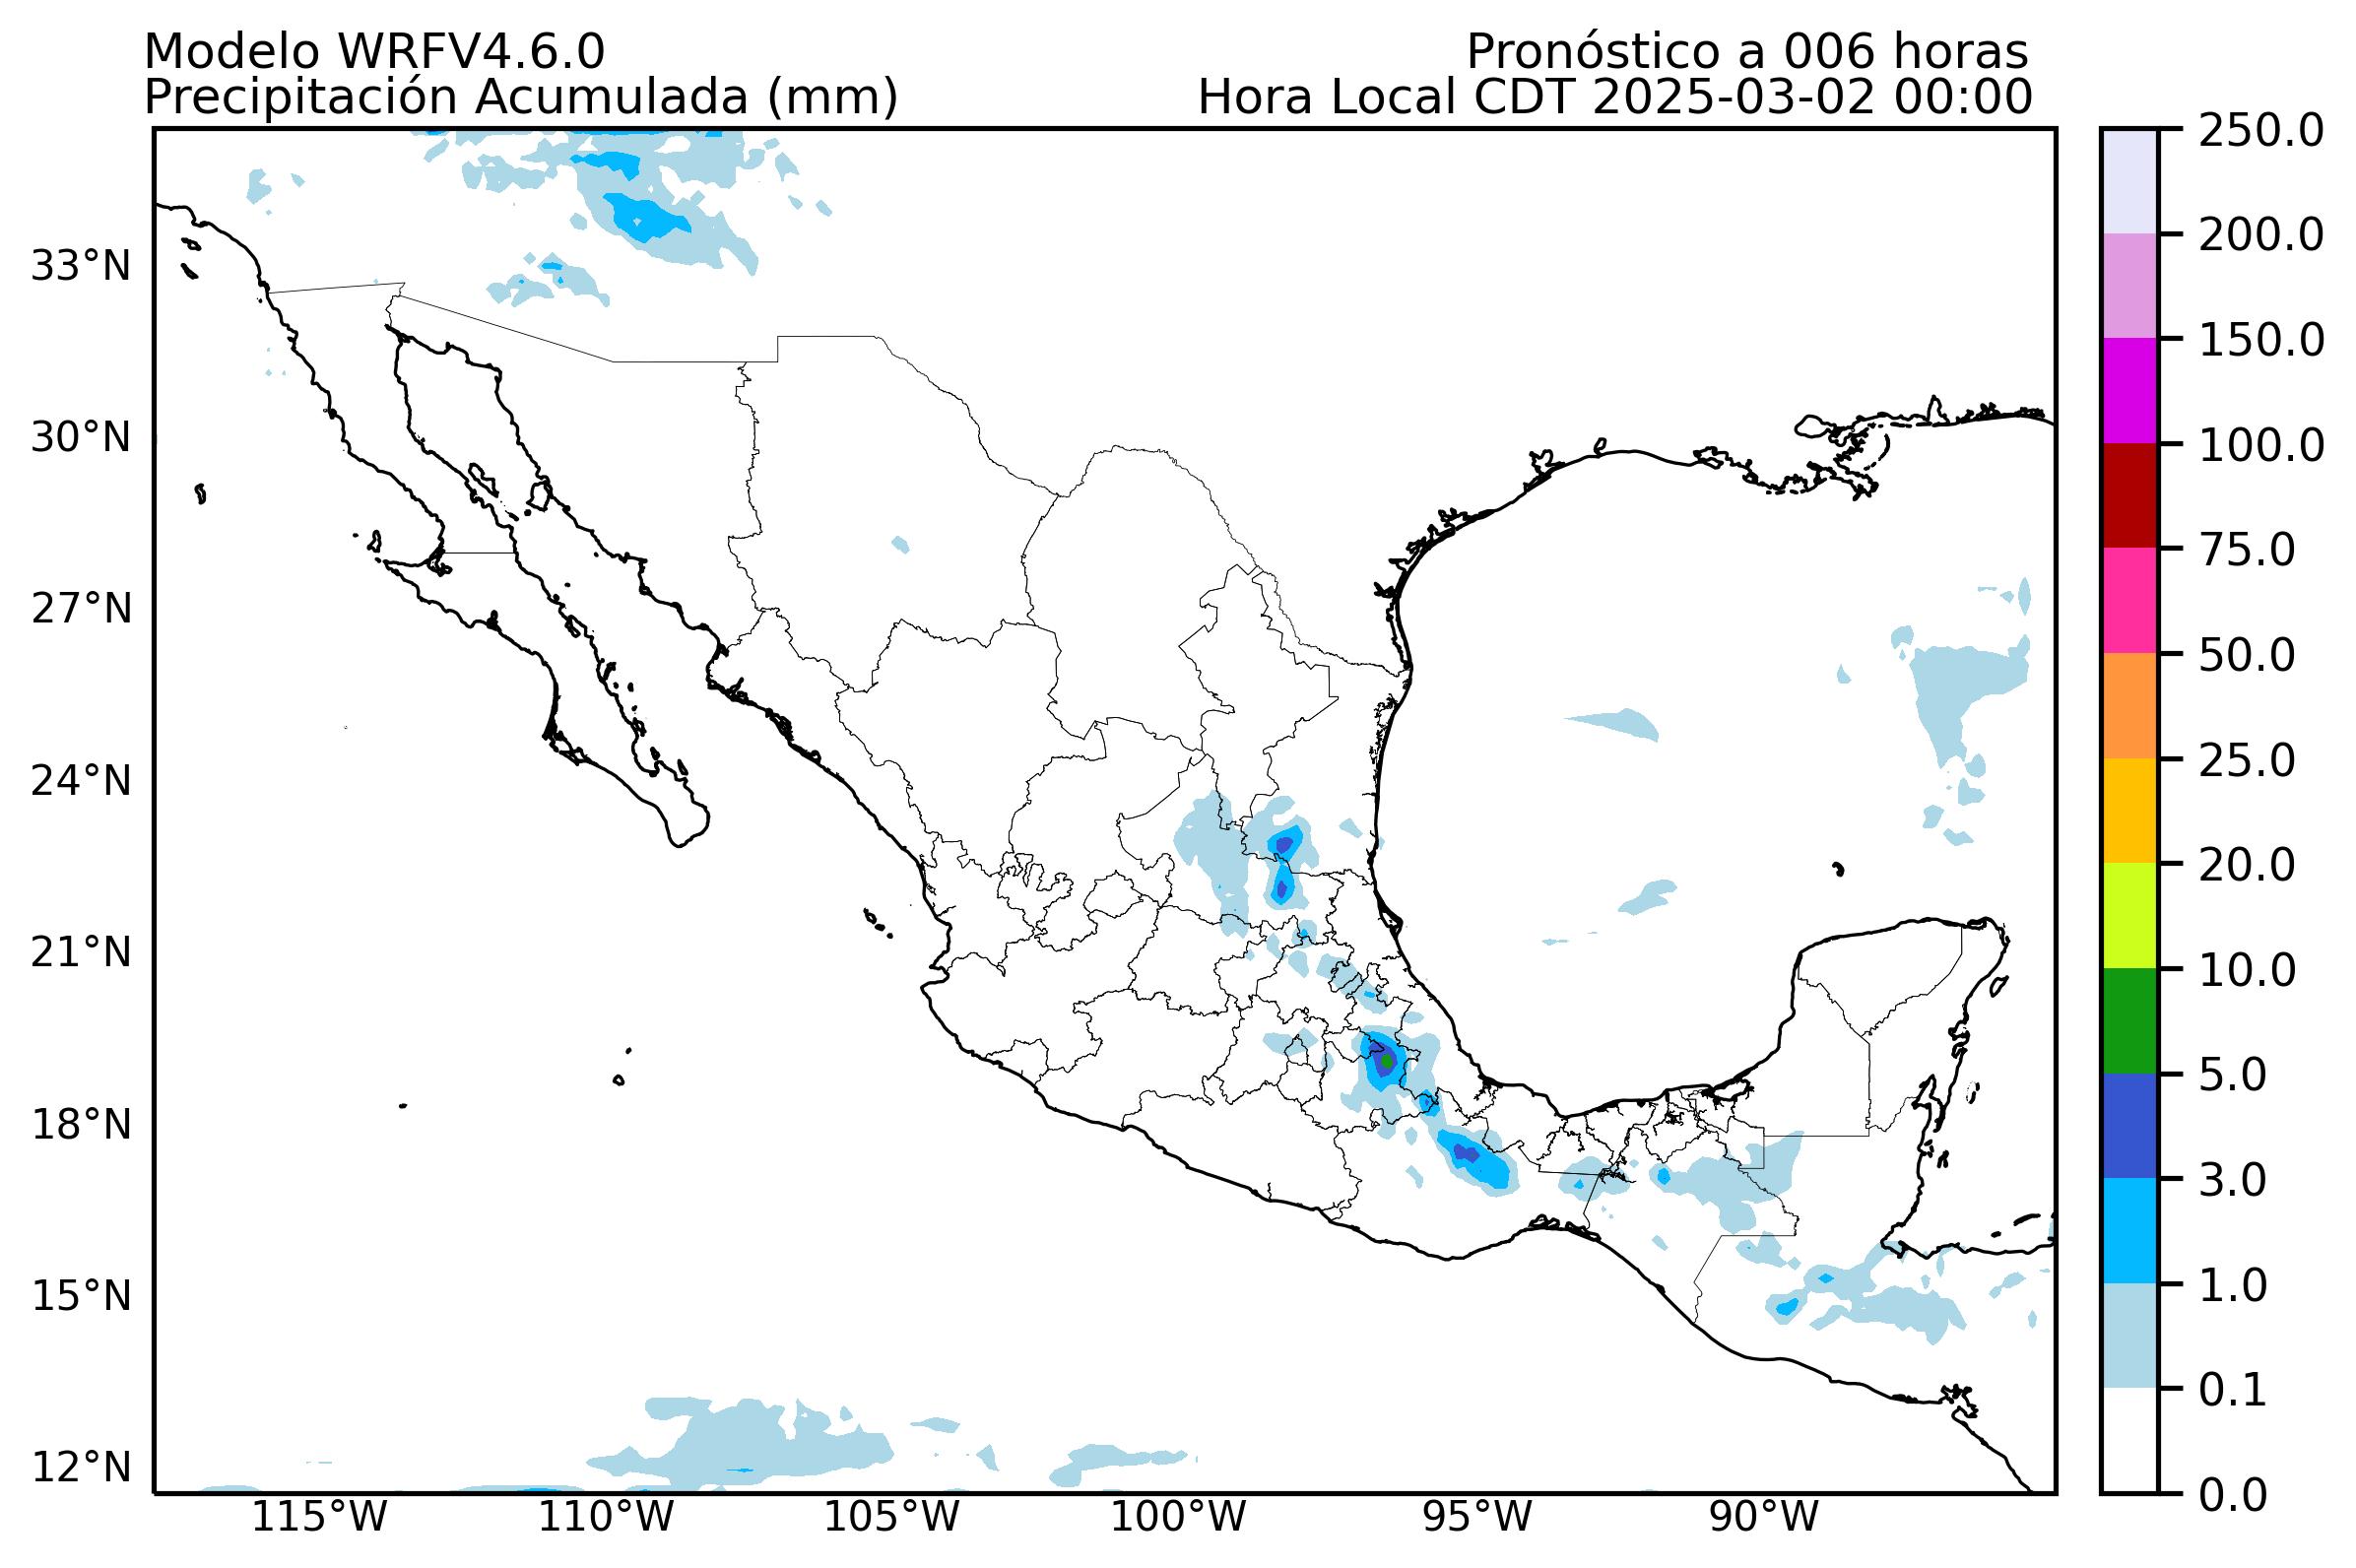 Modelo WRFV4.6.0
Pronóstico a 006 horas
Precipitación Acumulada (mm)
Hora Local CDT 2025-03-02 00:00
33°N
30°N
27°N
24°N
21°N
18°N
15°N
12°N
115°W
110°W
105°W
100°W
95°W
90°W
250.0
200.0
150.0
100.0
75.0
50.0
25.0
20.0
10.0
5.0
3.0
1.0
0.1
0.0